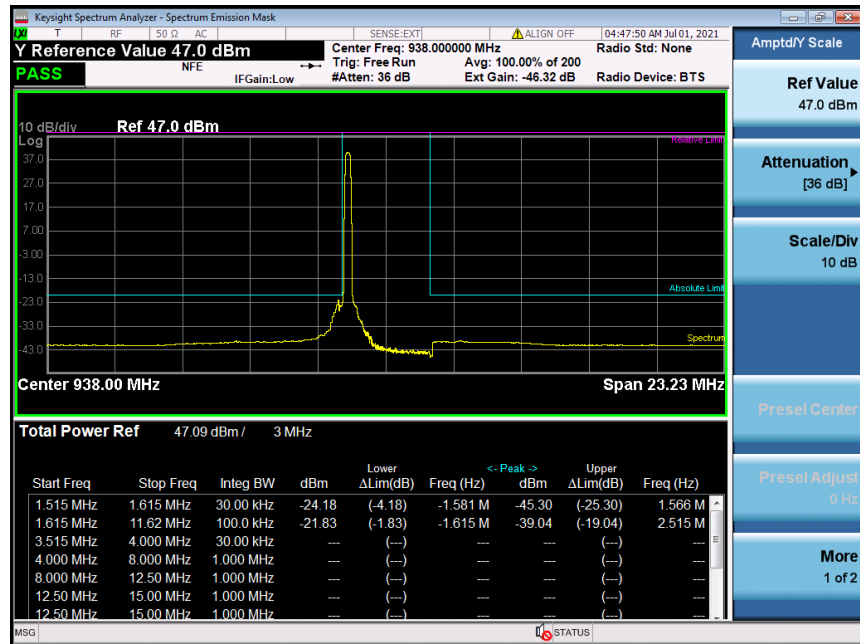 Keysight Spectrum Analyzer - Spectrum Emission Mask
LXI T RF 50 Ω AC SENSE:EXT ALIGN OFF 04:47:50 AM Jul 01, 2021
Y Reference Value 47.0 dBm
Center Freq: 938.000000 MHz Radio Std: None
Trig: Free Run Avg: 100.00% of 200
PASS NFE IFGain:Low
#Atten: 36 dB Ext Gain: -46.32 dB Radio Device: BTS
10 dB/div Ref 47.0 dBm
Log
Relative Limit
37.0
27.0
17.0
7.00
-3.00
-13.0
Absolute Limit
-23.0
-33.0
Spectrum
-43.0
Center 938.00 MHz Span 23.23 MHz
Total Power Ref 47.09 dBm / 3 MHz
Lower <- Peak -> Upper
Start Freq Stop Freq Integ BW dBm ΔLim(dB) Freq (Hz) dBm ΔLim(dB) Freq (Hz)
1.515 MHz 1.615 MHz 30.00 kHz -24.18 (-4.18) -1.581 M -45.30 (-25.30) 1.566 M
1.615 MHz 11.62 MHz 100.0 kHz -21.83 (-1.83) -1.615 M -39.04 (-19.04) 2.515 M
3.515 MHz 4.000 MHz 30.00 kHz --- (---) --- --- (---) ---
4.000 MHz 8.000 MHz 1.000 MHz --- (---) --- --- (---) ---
8.000 MHz 12.50 MHz 1.000 MHz --- (---) --- --- (---) ---
12.50 MHz 15.00 MHz 1.000 MHz --- (---) --- --- (---) ---
12.50 MHz 15.00 MHz 1.000 MHz --- (---) --- --- (---) ---
MSG STATUS
Amptd/Y Scale
Ref Value
47.0 dBm
Attenuation
[36 dB]
Scale/Div
10 dB
Presel Center
Presel Adjust
0 Hz
More
1 of 2